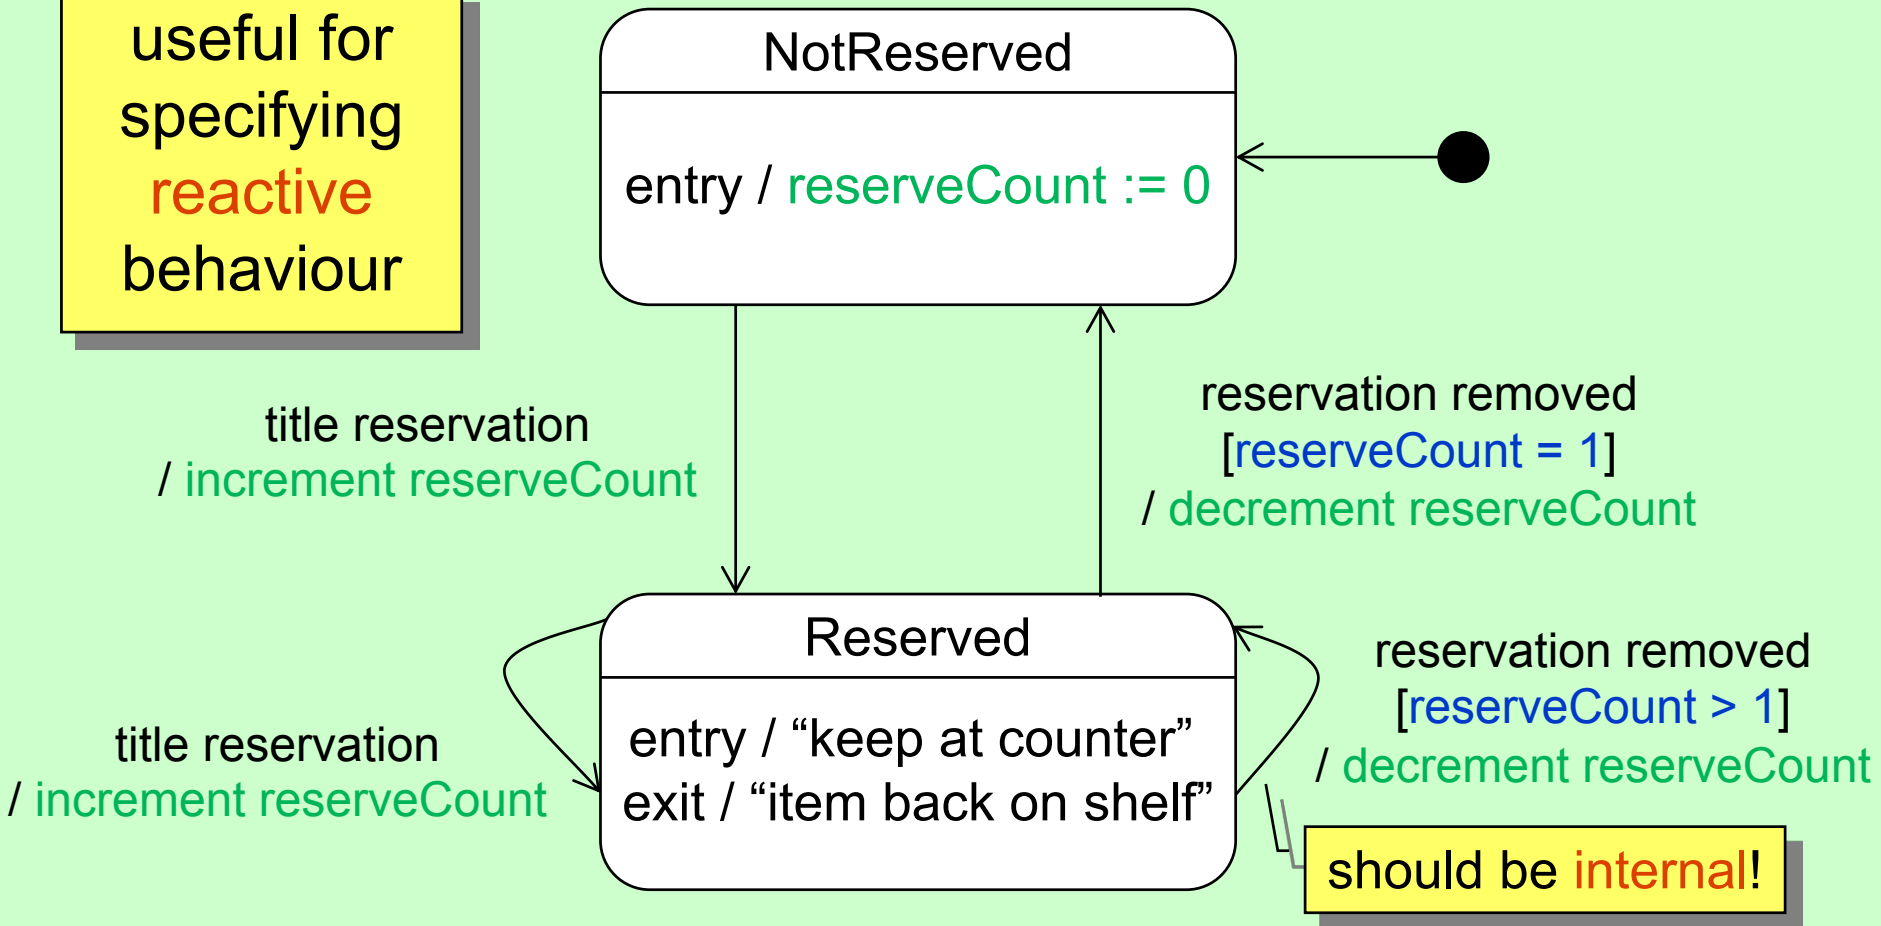 useful for
specifying
reactive
behaviour
NotReserved
entry / reserveCount := 0
title reservation
/ increment reserveCount
reservation removed
[reserveCount = 1]
/ decrement reserveCount
Reserved
entry / “keep at counter”
exit / “item back on shelf”
title reservation
/ increment reserveCount
reservation removed
[reserveCount > 1]
/ decrement reserveCount
should be internal!